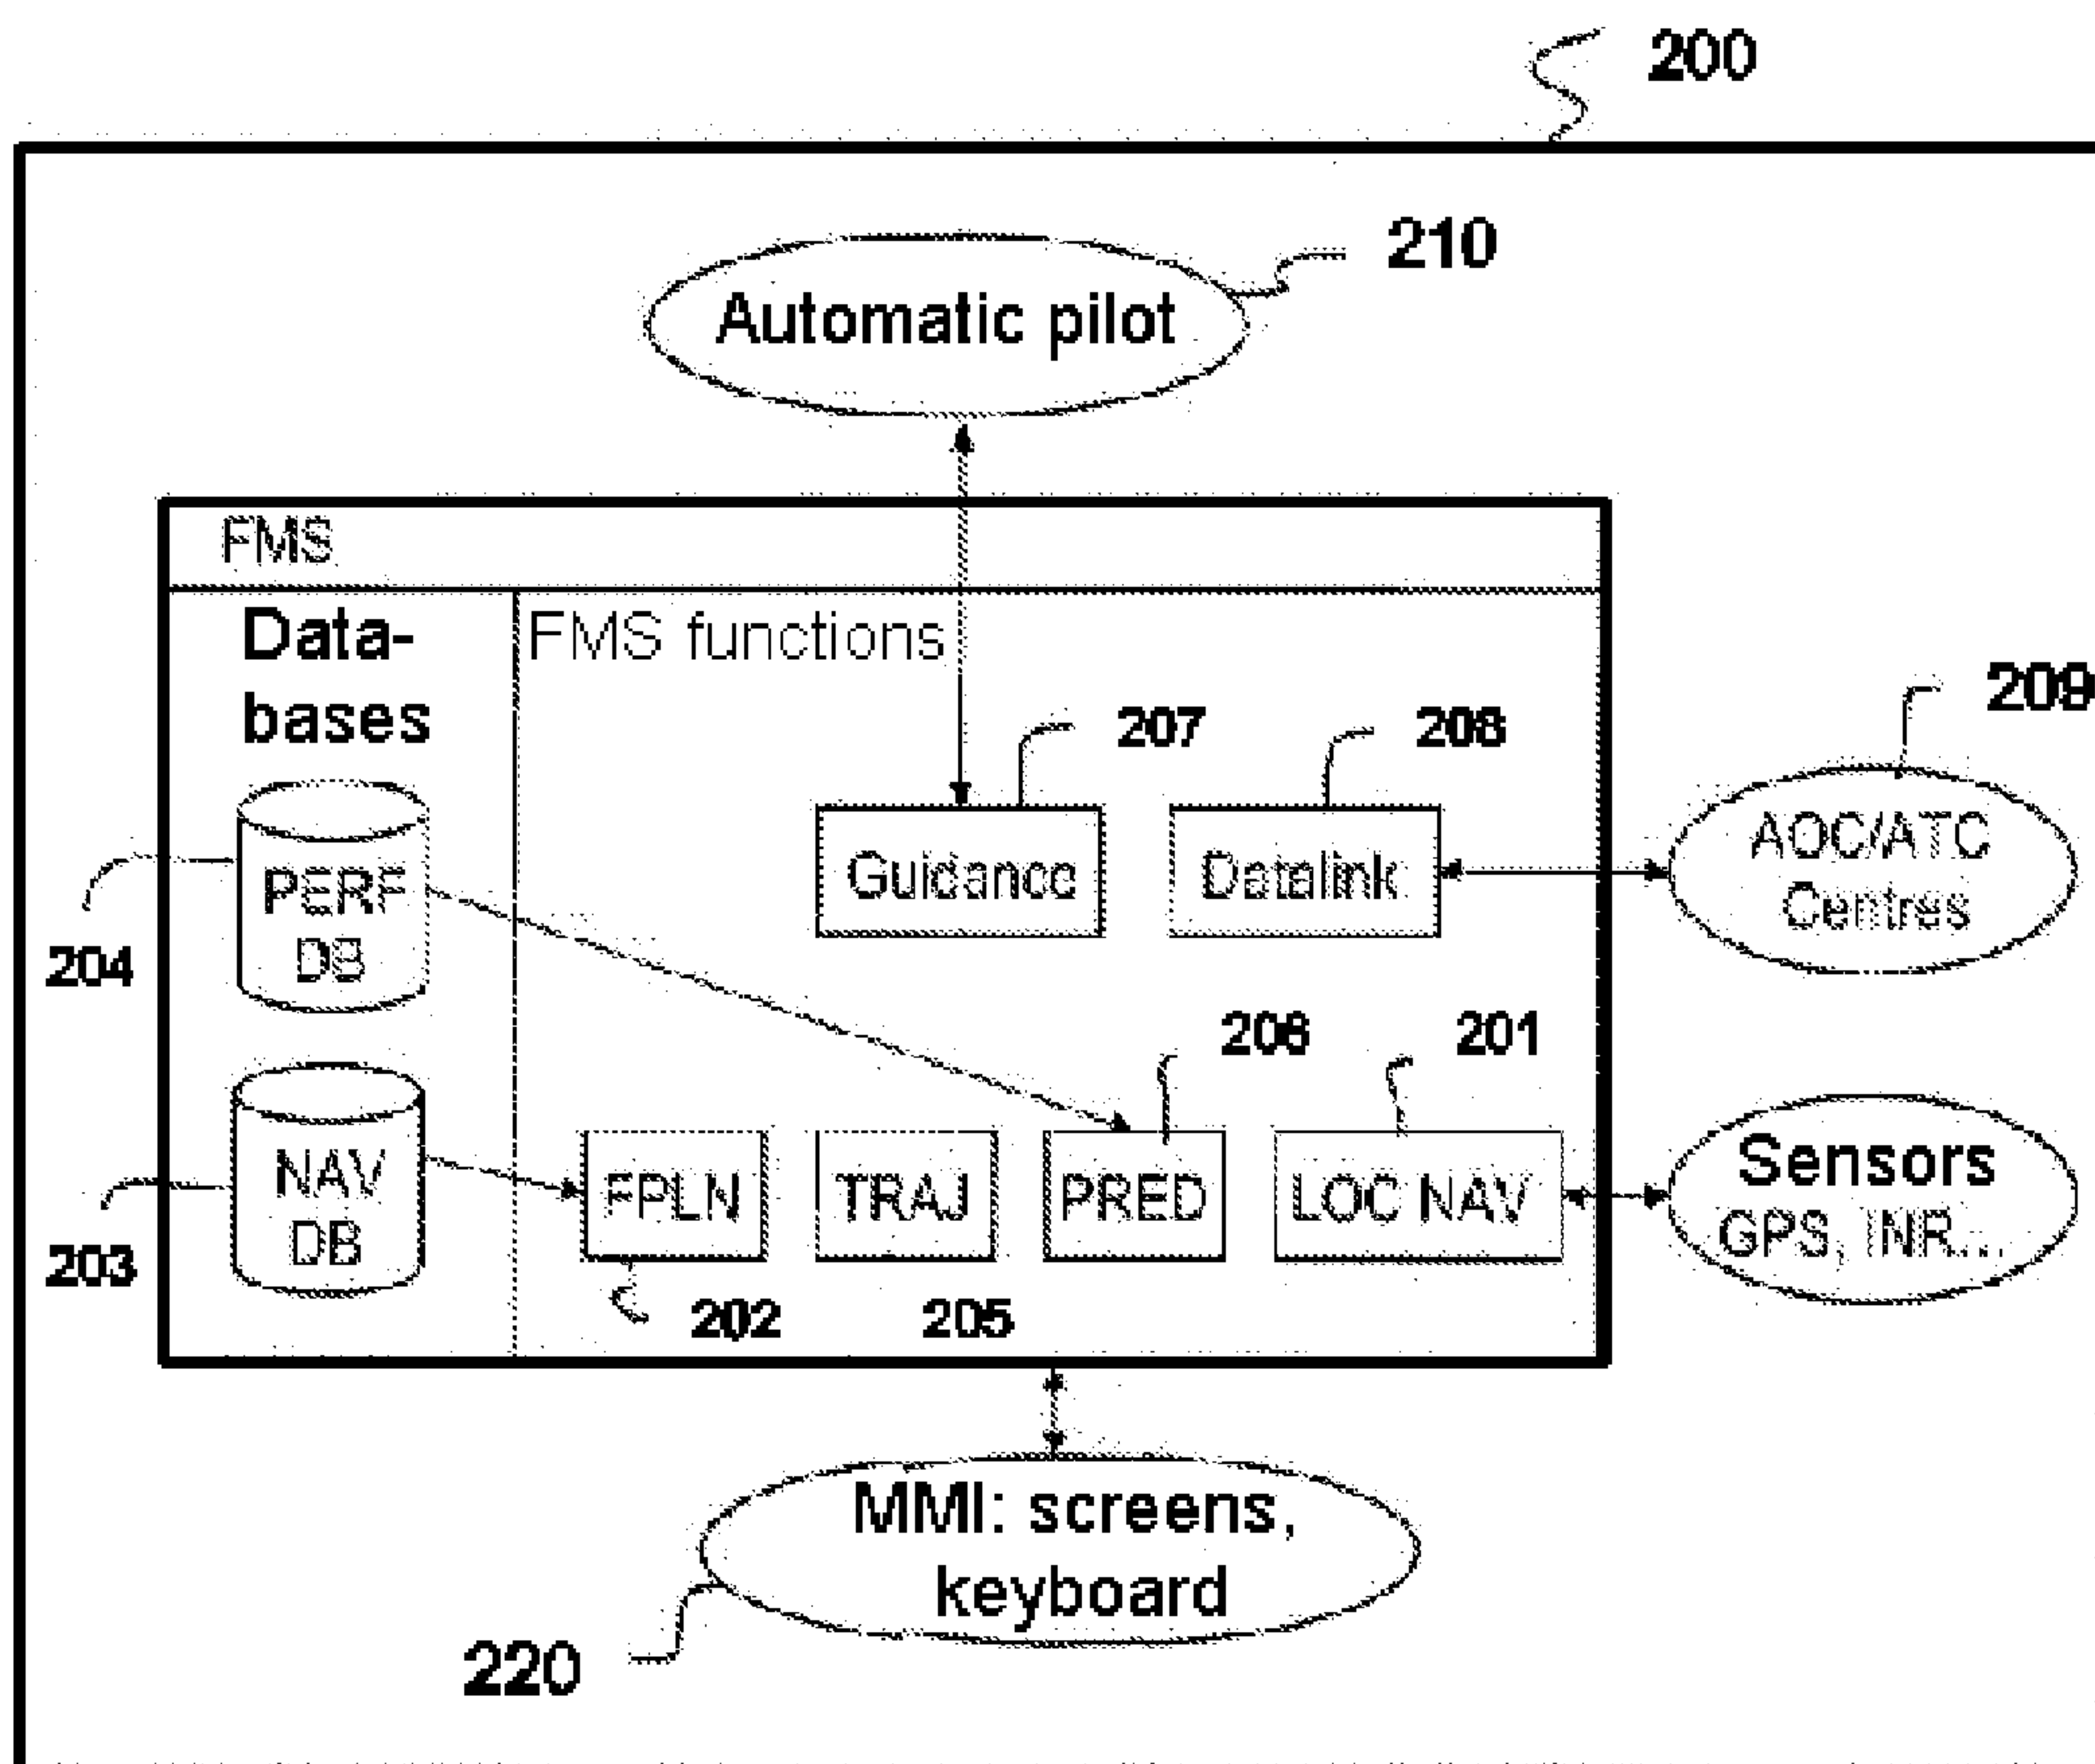 200
210
Automatic pilot
FMS
Data-
bases
FMS functions
209
207
208
Guidance
Datalink
AOC/ATC
Centres
PERF
DB
204
206
201
NAV
DB
203
FPLN
TRAJ
PRED
LOC NAV
Sensors
GPS, INR...
202
205
MMI: screens,
keyboard
220